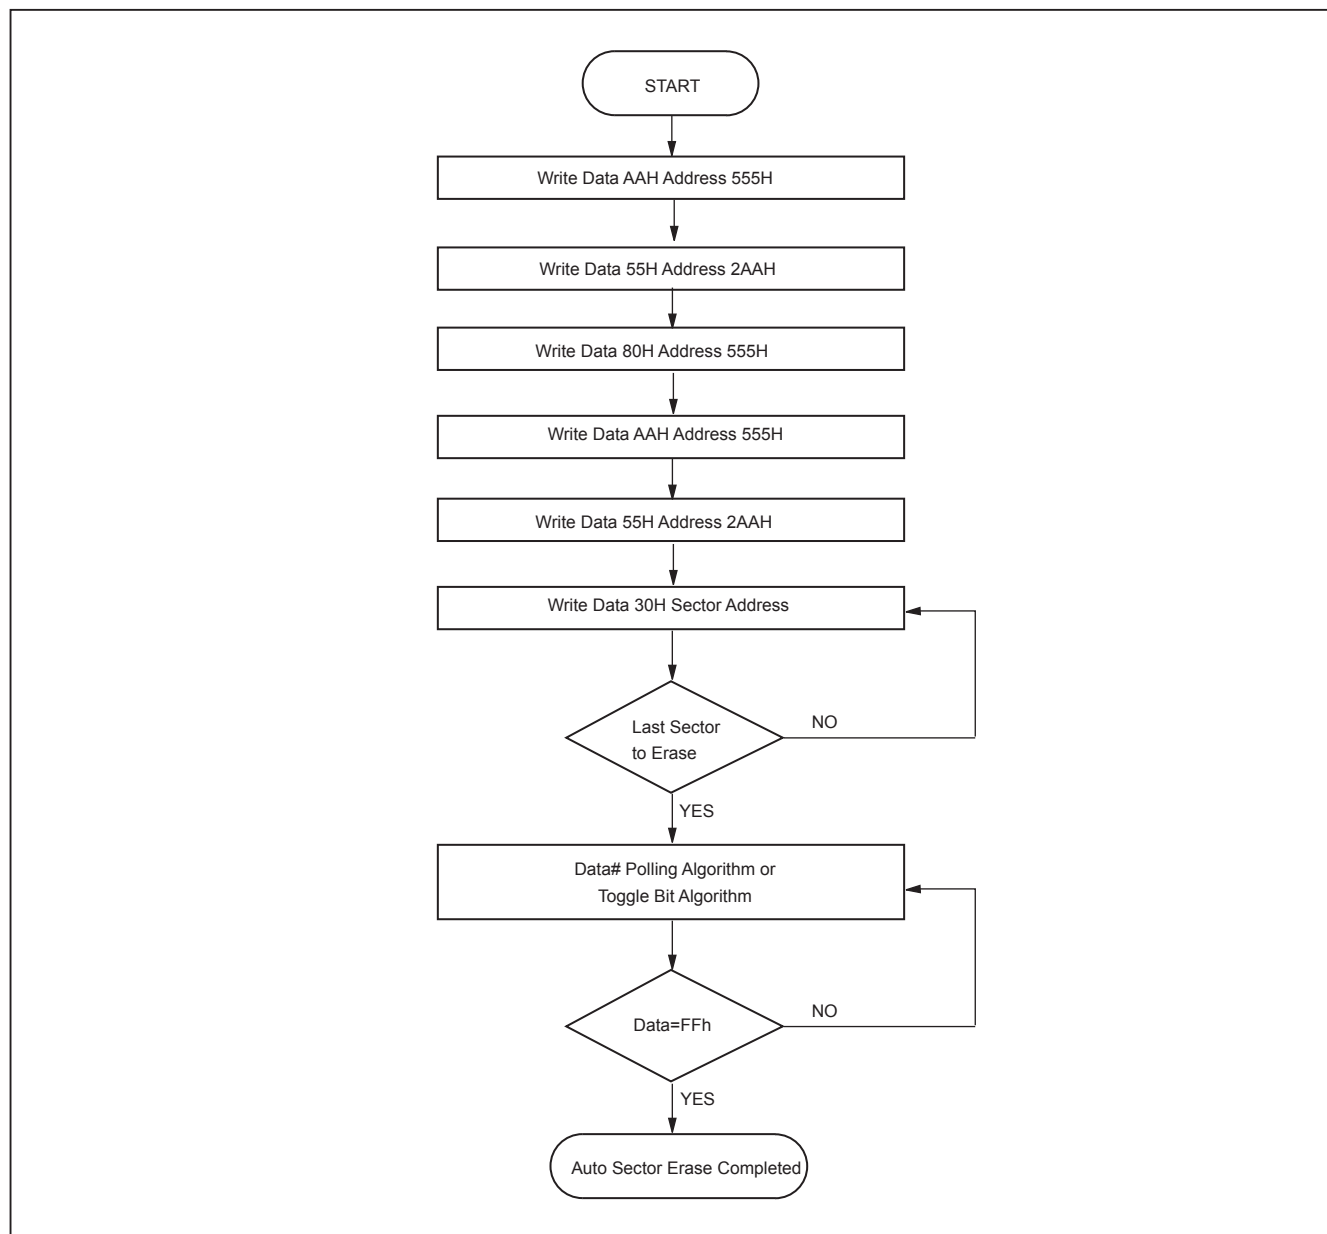 START
Write Data AAH Address 555H
Write Data 55H Address 2AAH
Write Data 80H Address 555H
Write Data AAH Address 555H
Write Data 55H Address 2AAH
Write Data 30H Sector Address
Last Sector
to Erase
NO
YES
Data# Polling Algorithm or
Toggle Bit Algorithm
Data=FFh
NO
YES
Auto Sector Erase Completed